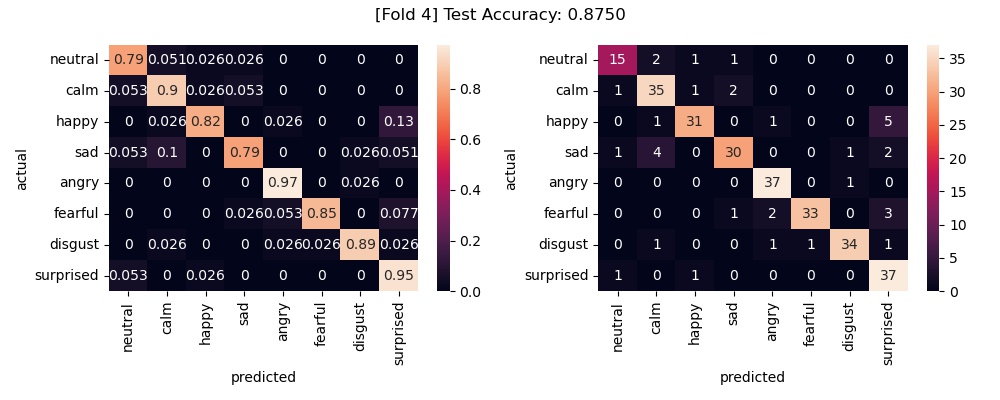 [Fold 4] Test Accuracy: 0.8750
neutral 0.79 0.051 0.026 0.026 0 0 0 0
calm 0.053 0.9 0.026 0.053 0 0 0 0
happy 0 0.026 0.82 0 0.026 0 0 0.13
sad 0.053 0.1 0 0.79 0 0 0.026 0.051
angry 0 0 0 0 0.97 0 0.026 0
fearful 0 0 0 0.026 0.053 0.85 0 0.077
disgust 0 0.026 0 0 0.026 0.026 0.89 0.026
surprised 0.053 0 0.026 0 0 0 0 0.95
actual
neutral calm happy sad angry fearful disgust surprised
predicted
0.8
0.6
0.4
0.2
0.0
neutral 15 2 1 1 0 0 0 0
calm 1 35 1 2 0 0 0 0
happy 0 1 31 0 1 0 0 5
sad 1 4 0 30 0 0 1 2
angry 0 0 0 0 37 0 1 0
fearful 0 0 0 1 2 33 0 3
disgust 0 1 0 0 1 1 34 1
surprised 1 0 1 0 0 0 0 37
actual
neutral calm happy sad angry fearful disgust surprised
predicted
35
30
25
20
15
10
5
0